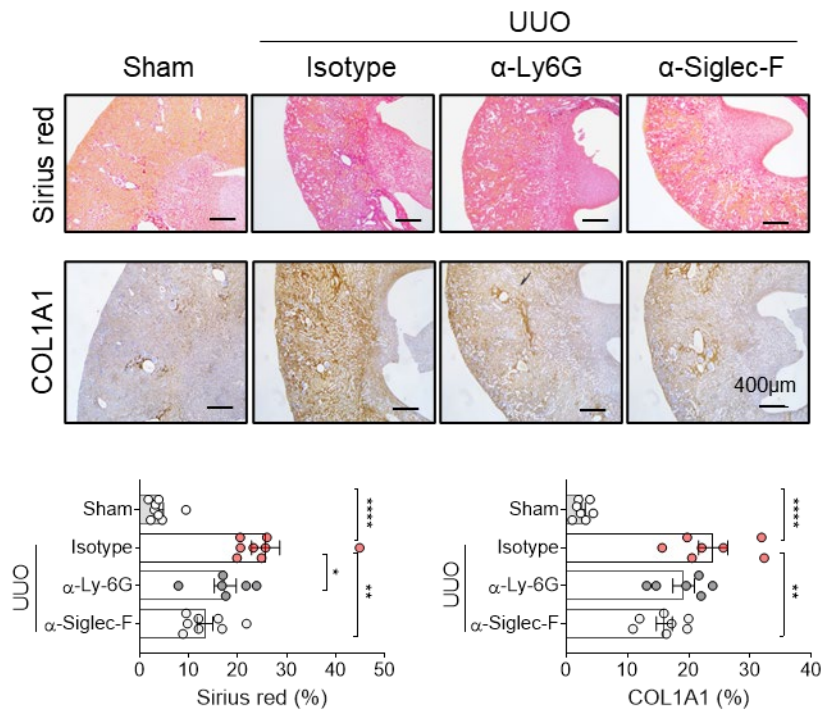 UUO
Sham Isotype α-Ly6G α-Siglec-F
Sirius red
COL1A1
400μm
Sham
Isotype
α-Ly-6G
α-Siglec-F
UUO
****
*
**
0 10 20 30 40 50
Sirius red (%)
Sham
Isotype
α-Ly-6G
α-Siglec-F
UUO
****
**
0 10 20 30 40
COL1A1 (%)